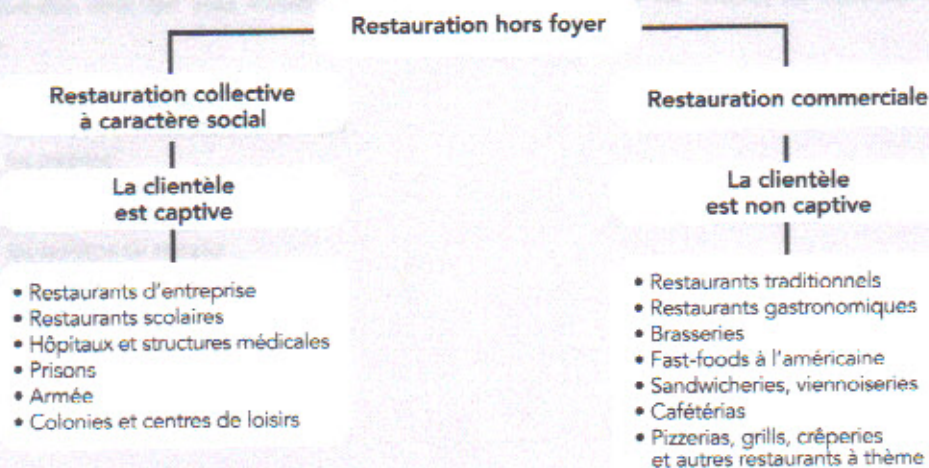 Restauration hors foyer
Restauration collective
à caractère social
La clientèle
est captive
• Restaurants d'entreprise
• Restaurants scolaires
• Hôpitaux et structures médicales
• Prisons
• Armée
• Colonies et centres de loisirs
Restauration commerciale
La clientèle
est non captive
• Restaurants traditionnels
• Restaurants gastronomiques
• Brasseries
• Fast-foods à l'américaine
• Sandwicheries, viennoiseries
• Cafétérias
• Pizzerias, grills, crêperies
et autres restaurants à thème